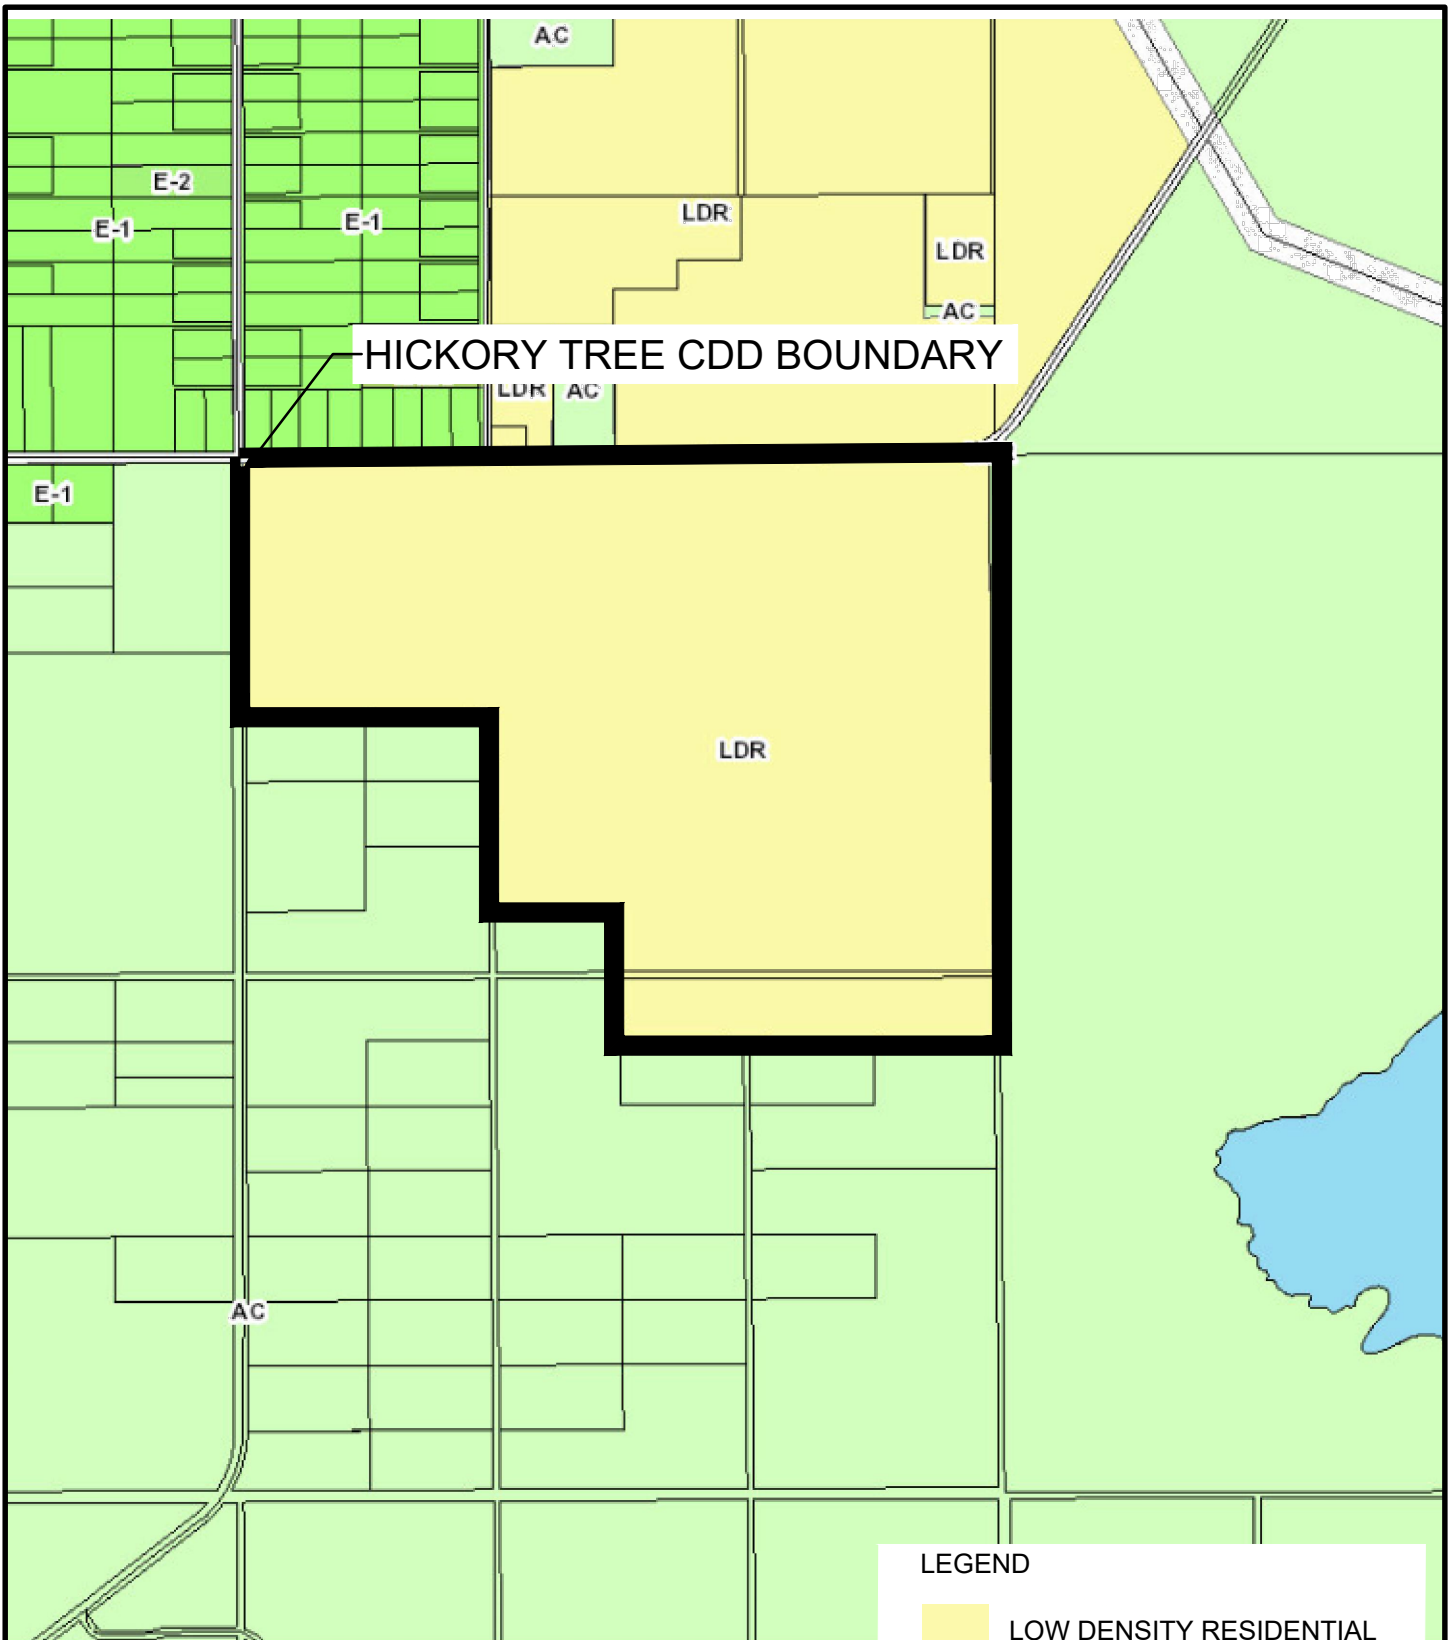 AC
E-2
LDR
E-1
E-1
LDR
AC
HICKORY TREE CDD BOUNDARY
LDR
AC
E-1
LDR
AC
LEGEND
LOW DENSITY RESIDENTIAL